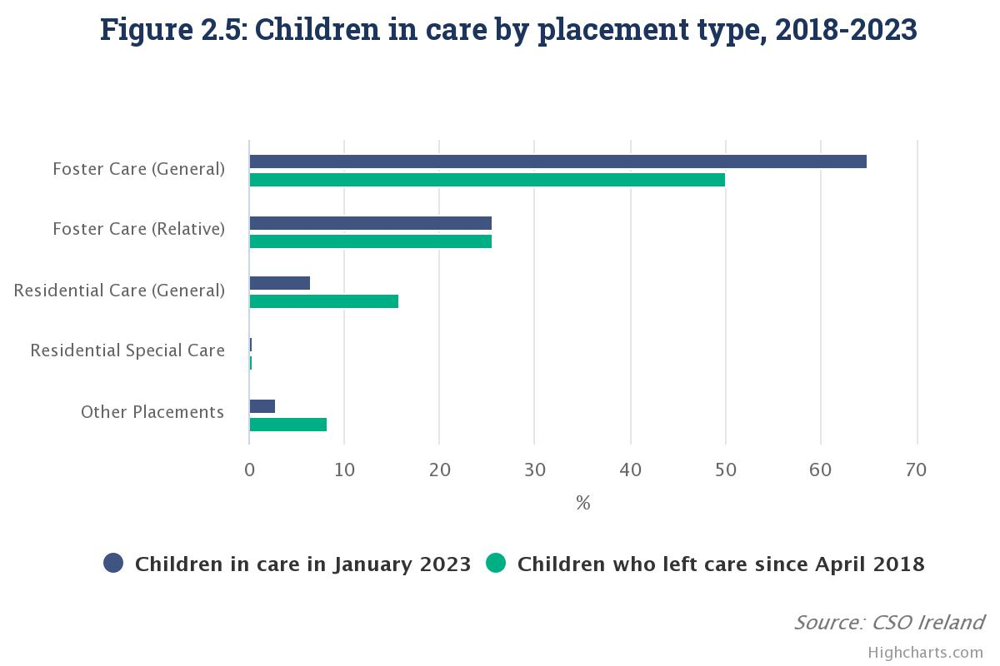 Figure 2.5: Children in care by placement type, 2018-2023
Foster Care (General)
Foster Care (Relative)
Residential Care (General)
Residential Special Care
Other Placements
0 10 20 30 40 50 60 70
%
Children in care in January 2023 Children who left care since April 2018
Source: CSO Ireland
Highcharts.com